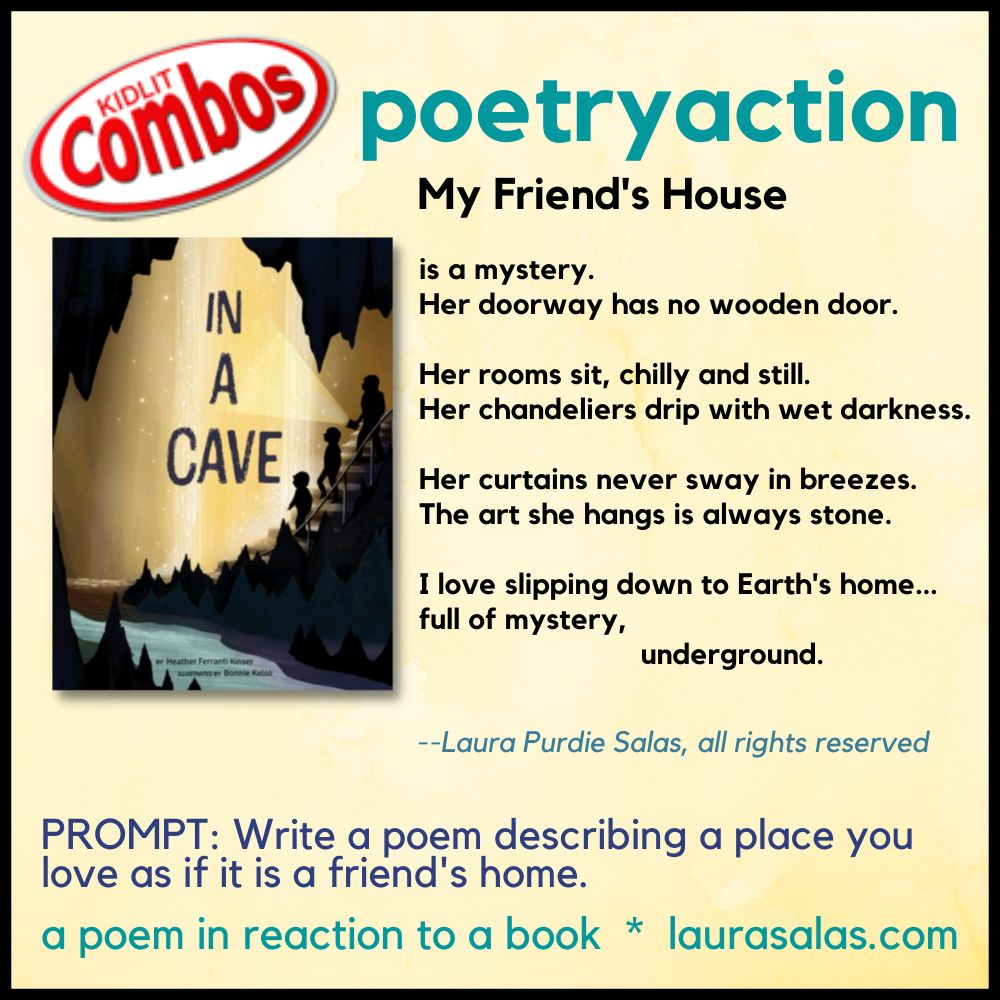 KIDLIT
combos
poetryaction
My Friend's House
is a mystery.
Her doorway has no wooden door.
Her rooms sit, chilly and still.
Her chandeliers drip with wet darkness.
Her curtains never sway in breezes.
The art she hangs is always stone.
I love slipping down to Earth's home...
full of mystery,
underground.
--Laura Purdie Salas, all rights reserved
IN
A
CAVE
BY Heather Ferranti Kinser
ILLUSTRATED BY Bonnie Kelso
PROMPT: Write a poem describing a place you
love as if it is a friend's home.
a poem in reaction to a book * laurasalas.com